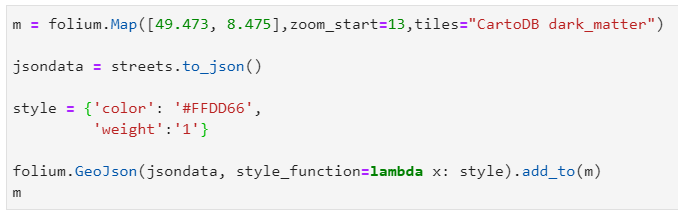 m = folium.Map([49.473, 8.475],zoom_start=13,tiles="CartoDB dark_matter")
jsondata = streets.to_json()
style = {'color': '#FFDD66',
'weight':'1'}
folium.GeoJson(jsondata, style_function=lambda x: style).add_to(m)
m